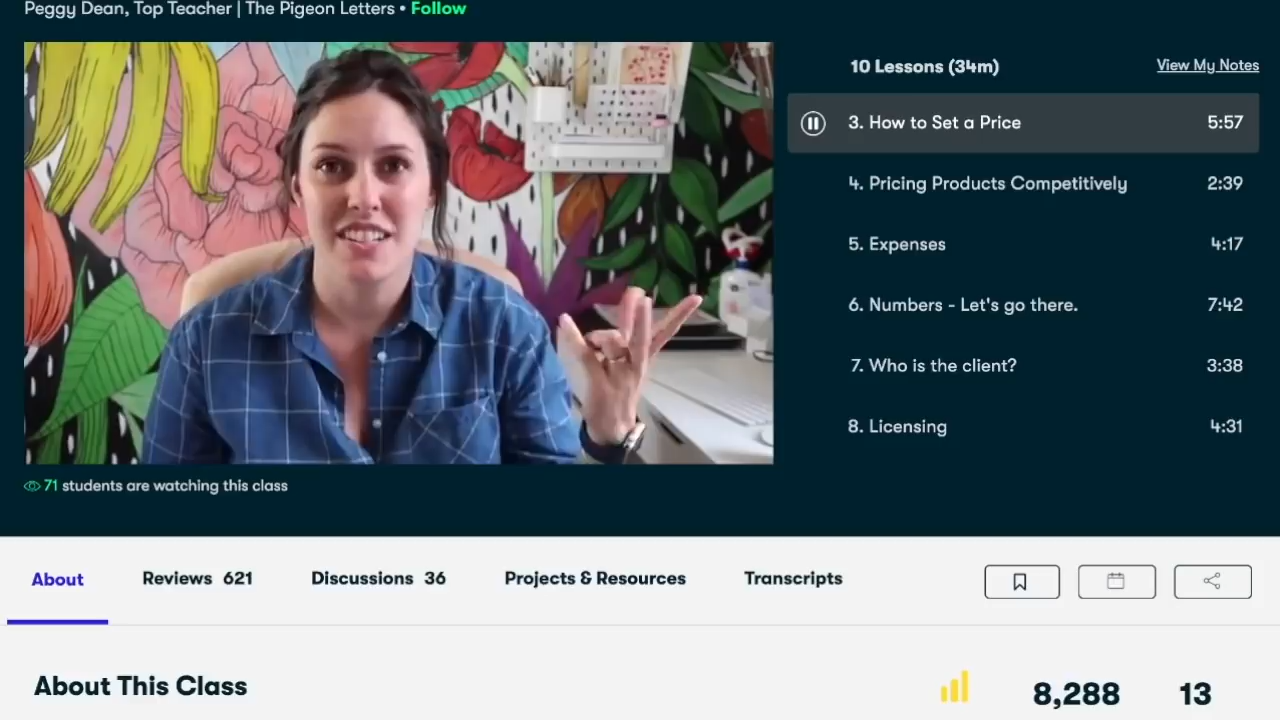 Peggy Dean, Top Teacher | The Pigeon Letters • Follow
10 Lessons (34m)
View My Notes
3. How to Set a Price 5:57
4. Pricing Products Competitively 2:39
5. Expenses 4:17
6. Numbers - Let's go there. 7:42
7. Who is the client? 3:38
8. Licensing 4:31
71 students are watching this class
About Reviews 621 Discussions 36 Projects & Resources Transcripts
About This Class
8,288 13